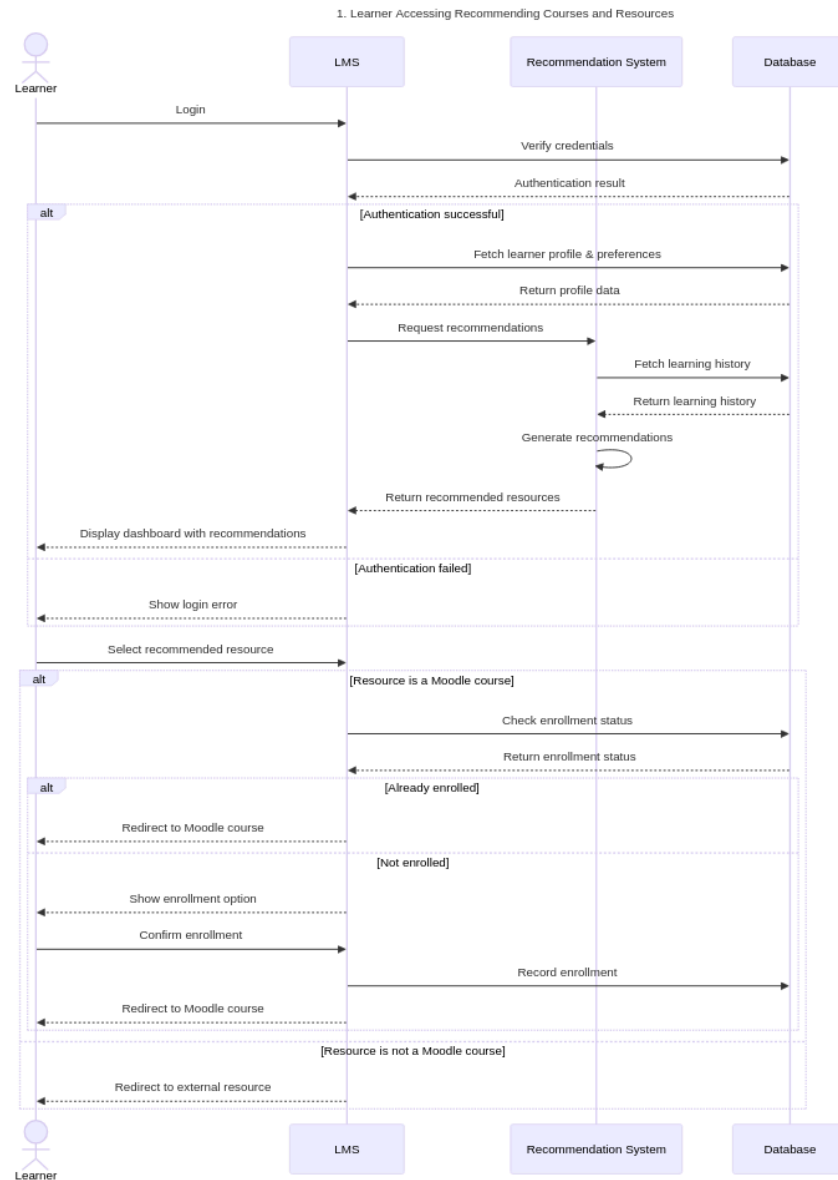 1. Learner Accessing Recommending Courses and Resources
Learner
LMS
Recommendation System
Database
Login
Verify credentials
Authentication result
alt
[Authentication successful]
Fetch learner profile & preferences
Return profile data
Request recommendations
Fetch learning history
Return learning history
Generate recommendations
Return recommended resources
Display dashboard with recommendations
[Authentication failed]
Show login error
Select recommended resource
alt
[Resource is a Moodle course]
Check enrollment status
Return enrollment status
alt
[Already enrolled]
Redirect to Moodle course
[Not enrolled]
Show enrollment option
Confirm enrollment
Record enrollment
Redirect to Moodle course
[Resource is not a Moodle course]
Redirect to external resource
Learner
LMS
Recommendation System
Database